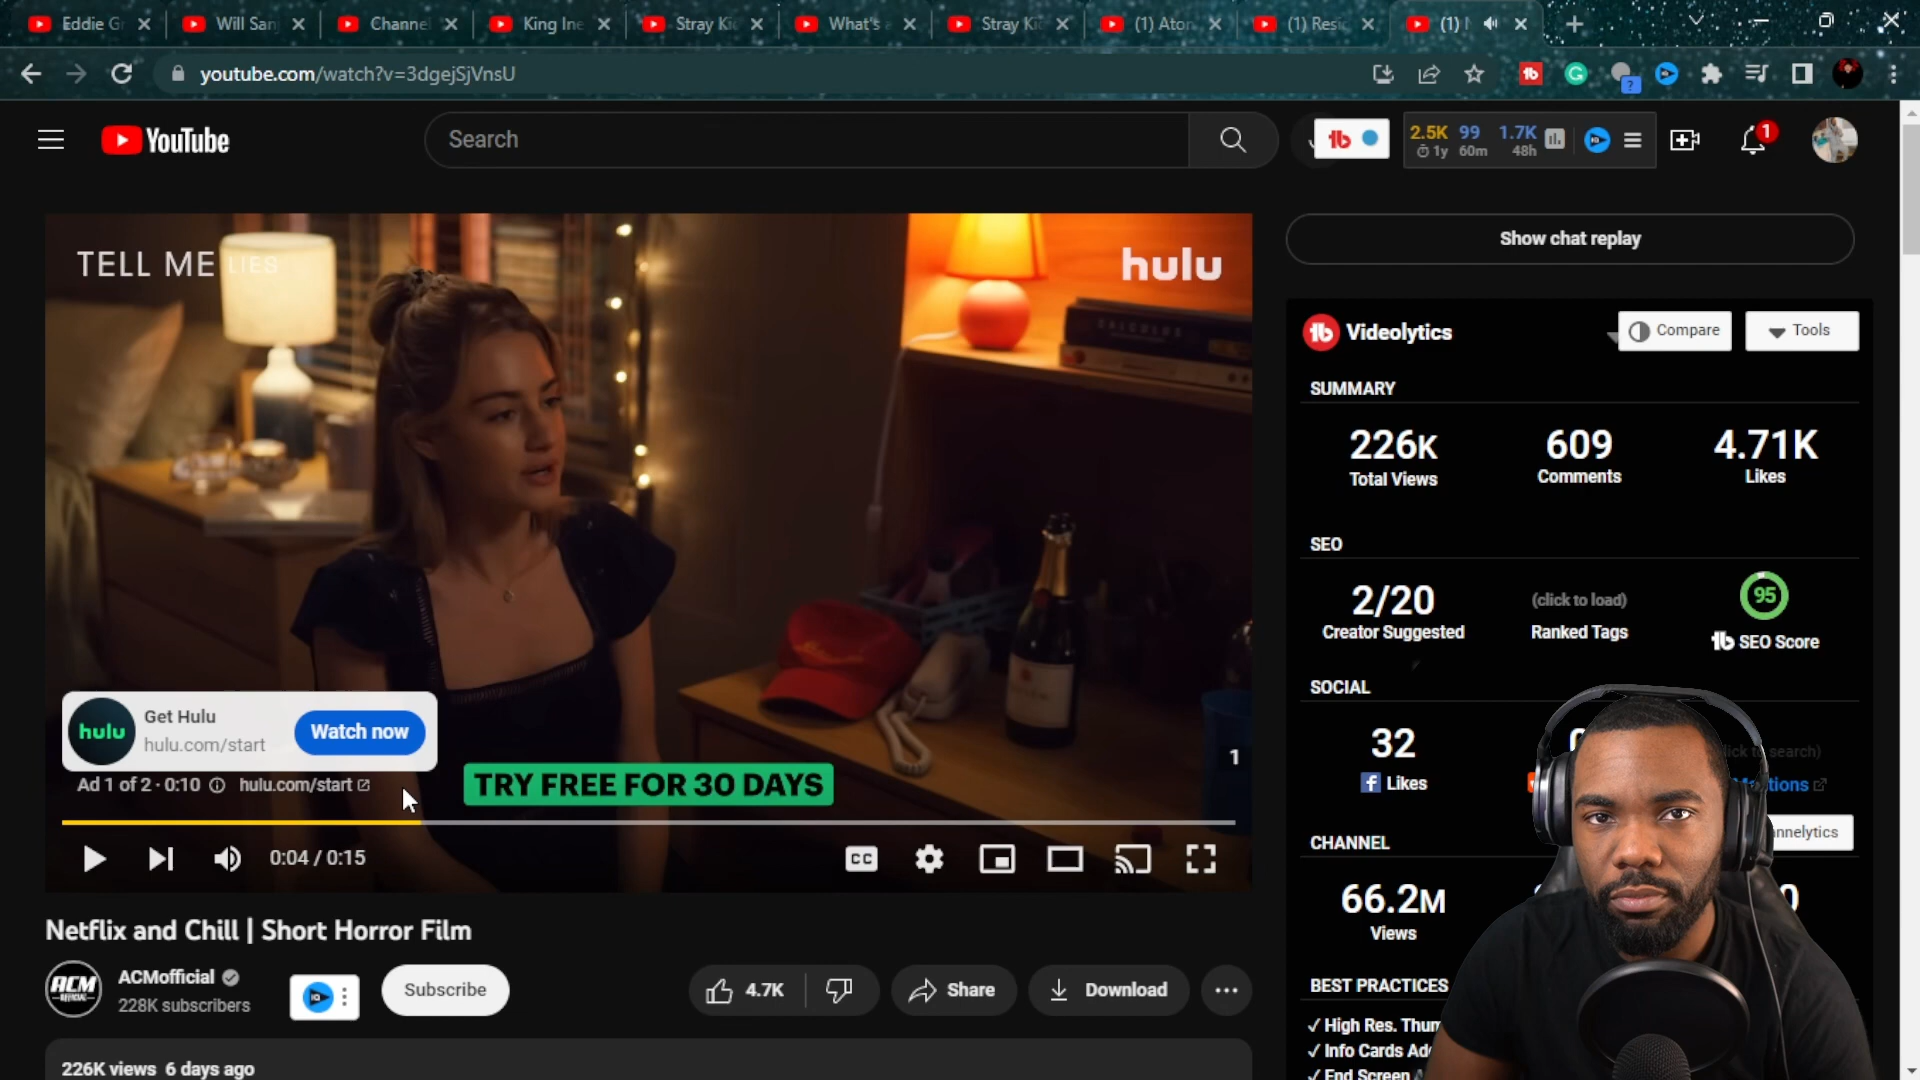 Eddie Gr
Will San
Channel
King Ine
Stray Ki
What's a
Stray Ki
(1) Aton
(1) Resi
(1)
youtube.com/watch?v=3dgejSjVnsU
YouTube
Search
2.5K 99 1.7K
1y 60m 48h
1
TELL ME LIES
hulu
Show chat replay
Videolytics
Compare
Tools
SUMMARY
226K
609
4.71K
Total Views
Comments
Likes
SEO
2/20
(click to load)
95
Creator Suggested
Ranked Tags
SEO Score
SOCIAL
32
Likes
CHANNEL
66.2M
Views
BEST PRACTICES
✓ High Res. Thum
✓ Info Cards Ad
✓ End Screen
hulu
Get Hulu
hulu.com/start
Watch now
Ad 1 of 2 · 0:10 hulu.com/start
TRY FREE FOR 30 DAYS
1
0:04 / 0:15
CC
Netflix and Chill | Short Horror Film
ACM
ACMofficial
228K subscribers
Subscribe
4.7K
Share
Download
226K views 6 days ago